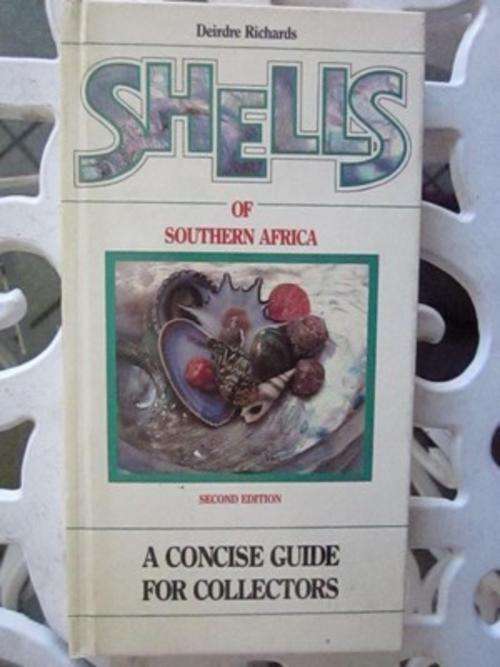 Deirdre Richards
SHELLS
OF
SOUTHERN AFRICA
SECOND EDITION
A CONCISE GUIDE
FOR COLLECTORS